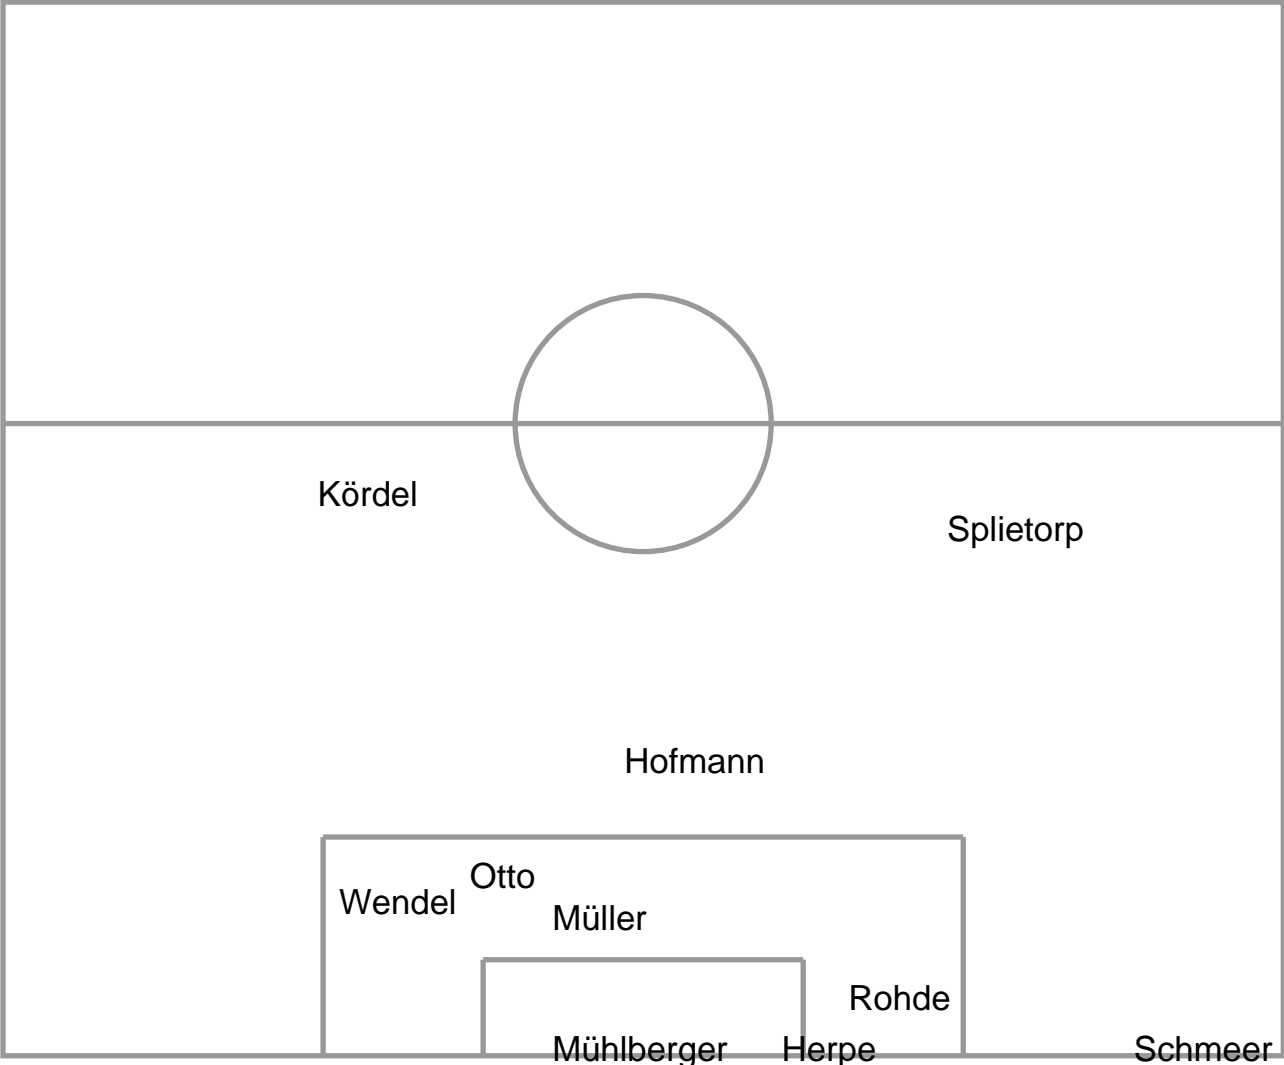 Kördel
Splietorp
Hofmann
Otto
Wendel
Müller
Rohde
Mühlberger
Herpe
Schmeer